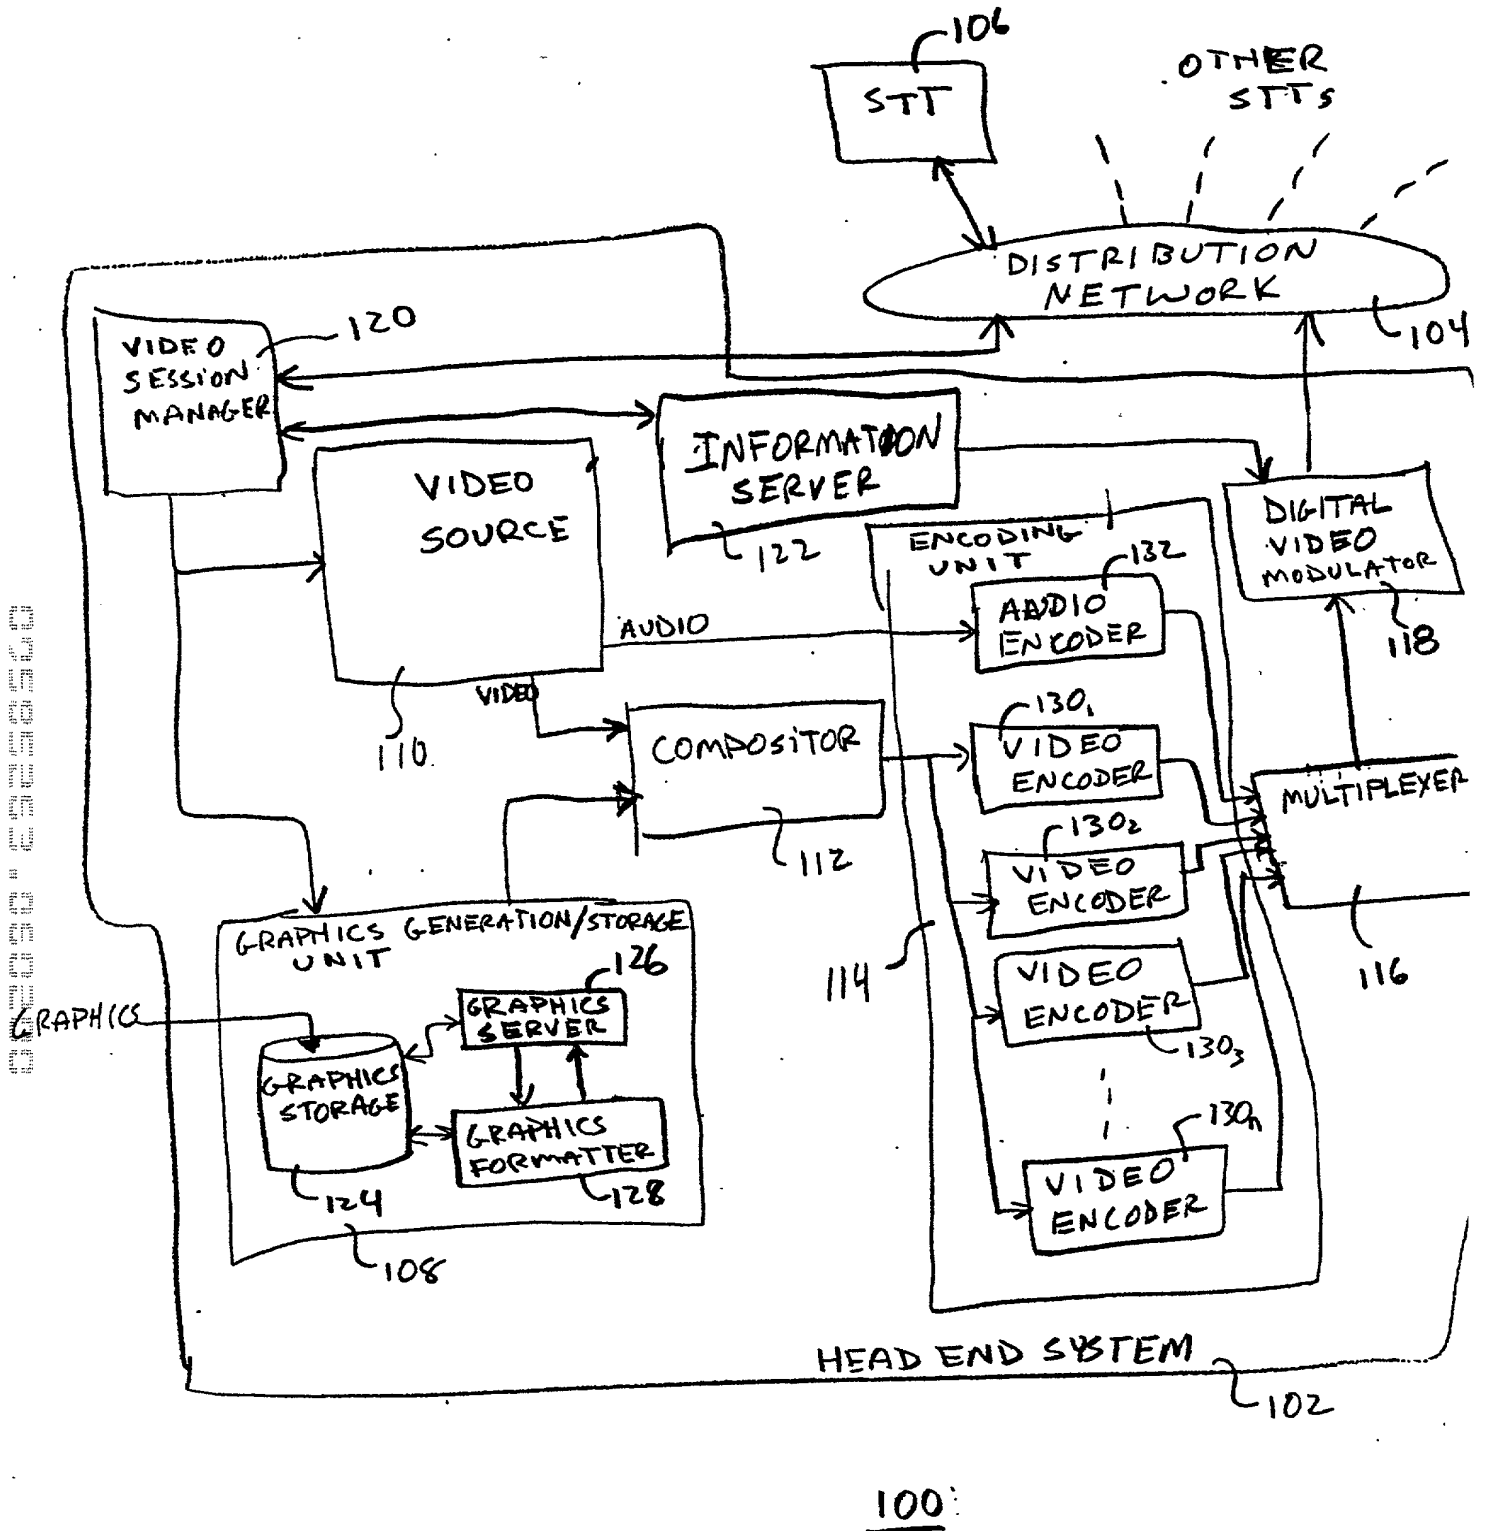 106
STT
OTHER
STTs
DISTRIBUTION
NETWORK
104
120
VIDEO
SESSION
MANAGER
INFORMATION
SERVER
122
VIDEO
SOURCE
110
AUDIO
VIDEO
ENCODING
UNIT
132
AUDIO
ENCODER
DIGITAL
VIDEO
MODULATOR
118
COMPOSITOR
112
130₁
VIDEO
ENCODER
130₂
VIDEO
ENCODER
VIDEO
ENCODER
130₃
130n
VIDEO
ENCODER
114
MULTIPLEXER
116
GRAPHICS GENERATION/STORAGE
UNIT
126
GRAPHICS
SERVER
GRAPHICS
GRAPHICS
STORAGE
124
GRAPHICS
FORMATTER
128
108
HEAD END SYSTEM
102
100